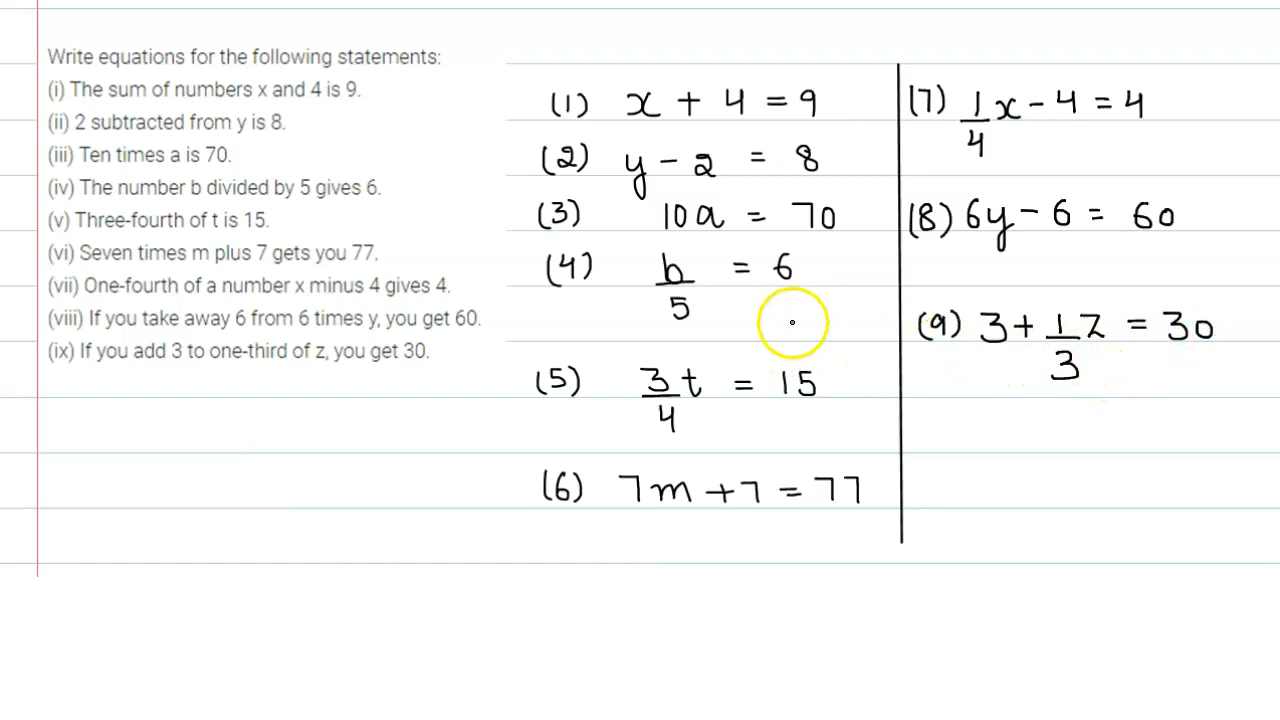 Write equations for the following statements:
(i) The sum of numbers x and 4 is 9.
(ii) 2 subtracted from y is 8.
(iii) Ten times a is 70.
(iv) The number b divided by 5 gives 6.
(v) Three-fourth of t is 15.
(vi) Seven times m plus 7 gets you 77.
(vii) One-fourth of a number x minus 4 gives 4.
(viii) If you take away 6 from 6 times y, you get 60.
(ix) If you add 3 to one-third of z, you get 30.
(1) x + 4 = 9
(2) y - 2 = 8
(3) 10a = 70
(4) b/5 = 6
(5) 3/4 t = 15
(6) 7m + 7 = 77
(7) 1/4 x - 4 = 4
(8) 6y - 6 = 60
(9) 3 + 1/3 z = 30